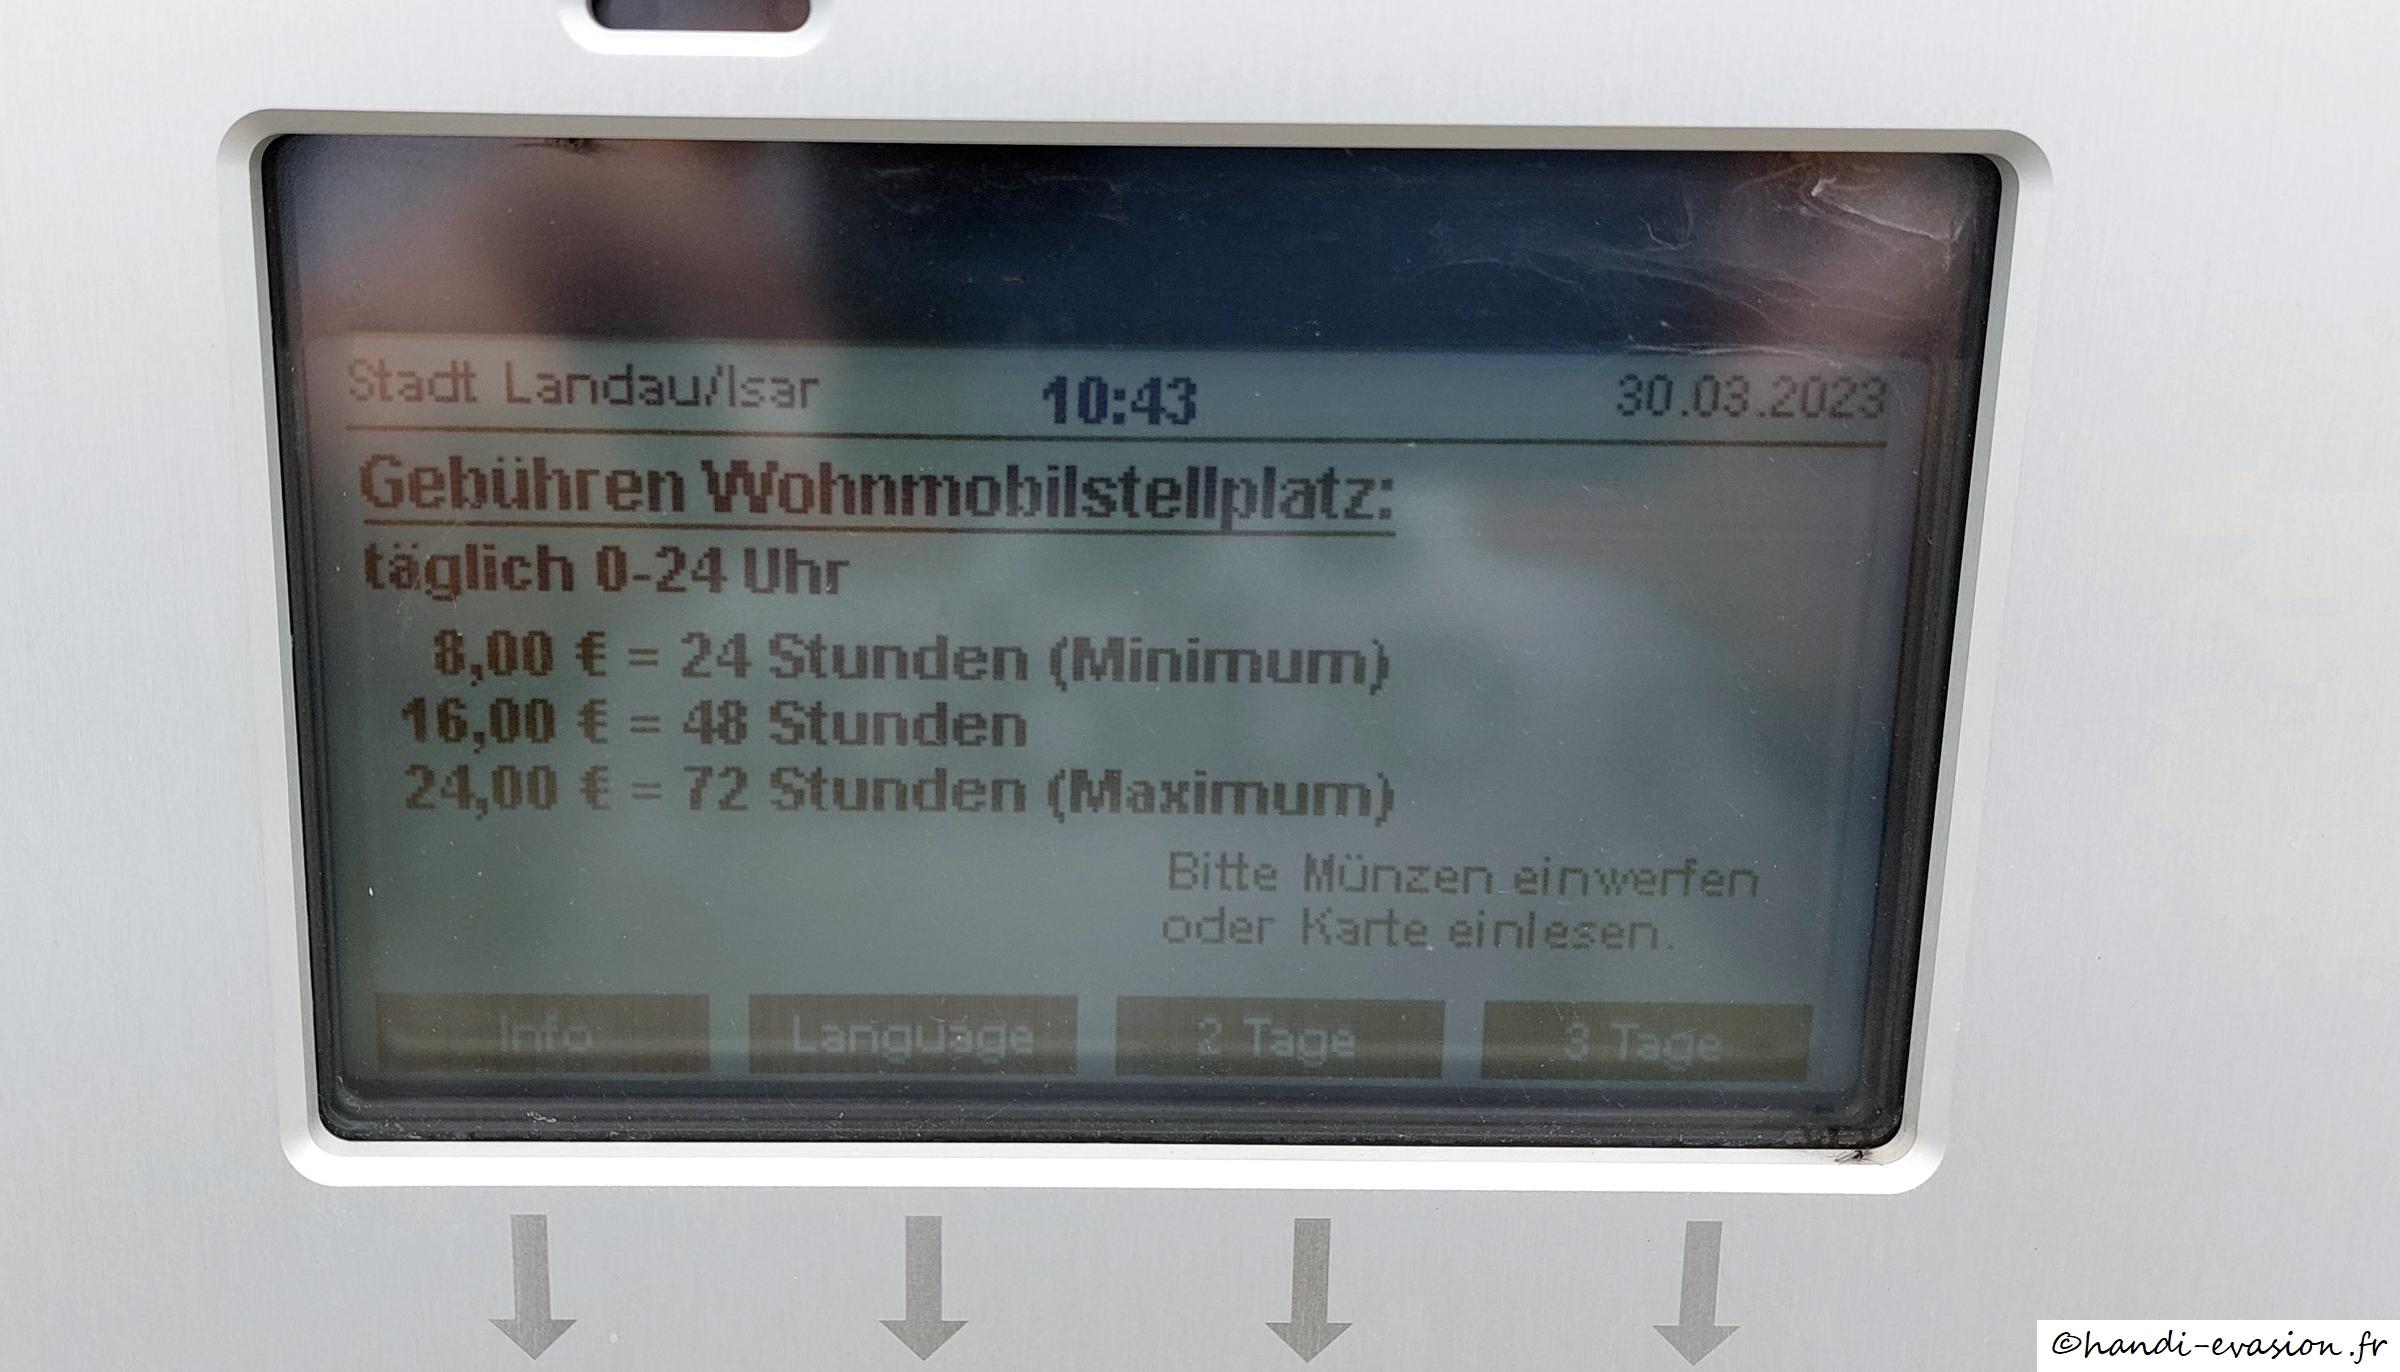 Stadt Landau/Isar 10:43 30.03.2023
Gebühren Wohnmobilstellplatz:
täglich 0-24 Uhr
8,00 € = 24 Stunden (Minimum)
16,00 € = 48 Stunden
24,00 € = 72 Stunden (Maximum)
Bitte Münzen einwerfen
oder Karte einlesen.
Info Language 2 Tage 3 Tage
©handi-evasion.fr